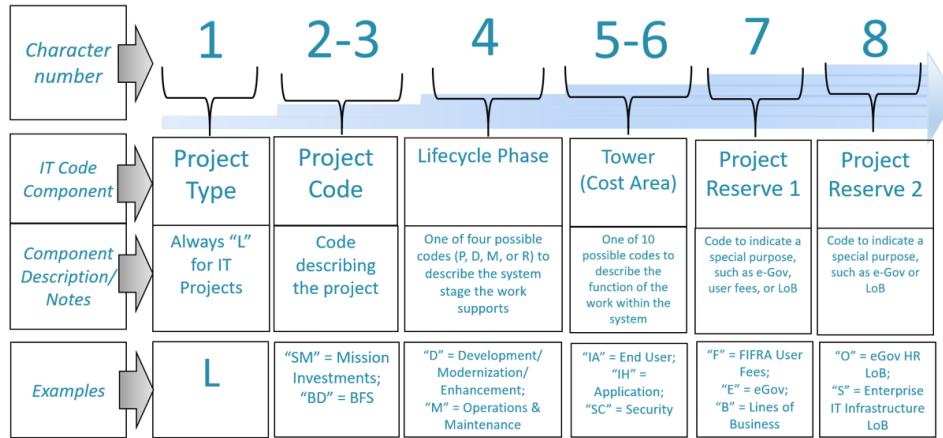 Character
number
1
2-3
4
5-6
7
8
IT Code
Component
Project
Type
Project
Code
Lifecycle Phase
Tower
(Cost Area)
Project
Reserve 1
Project
Reserve 2
Component
Description/
Notes
Always “L”
for IT
Projects
Code
describing
the project
One of four possible
codes (P, D, M, or R) to
describe the system
stage the work
supports
One of 10
possible codes to
describe the
function of the
work within the
system
Code to indicate a
special purpose,
such as e-Gov,
user fees, or LoB
Code to indicate a
special purpose,
such as e-Gov or
LoB
Examples
L
“SM” = Mission
Investments;
“BD” = BFS
“D” = Development/
Modernization/
Enhancement;
“M” = Operations &
Maintenance
“IA” = End User;
“IH” =
Application;
“SC” = Security
“F” = FIFRA User
Fees;
“E” = eGov;
“B” = Lines of
Business
“O” = eGov HR
LoB;
“S” = Enterprise
IT Infrastructure
LoB